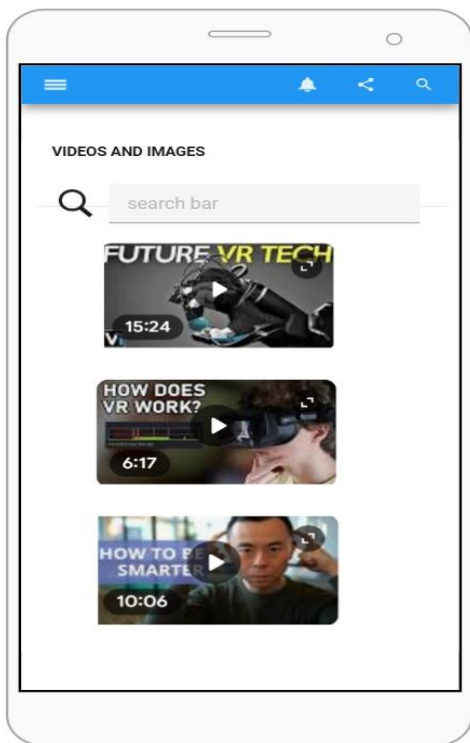 VIDEOS AND IMAGES
search bar
FUTURE VR TECH
15:24
HOW DOES
VR WORK?
6:17
HOW TO BE
SMARTER
10:06